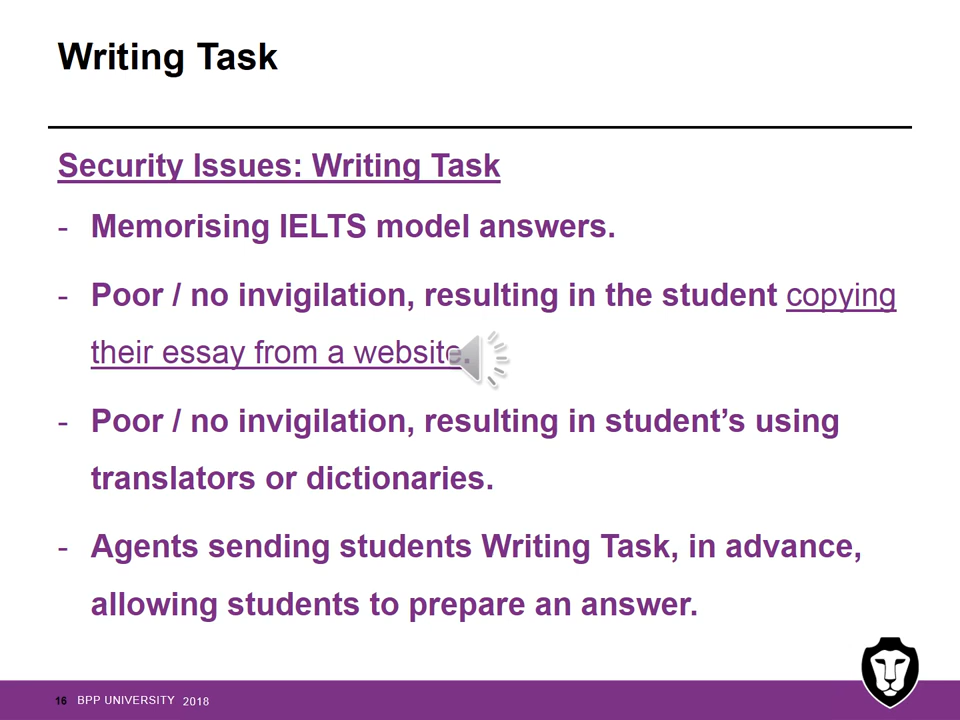 Writing Task
Security Issues: Writing Task
- Memorising IELTS model answers.
- Poor / no invigilation, resulting in the student copying
their essay from a website.
- Poor / no invigilation, resulting in student’s using
translators or dictionaries.
- Agents sending students Writing Task, in advance,
allowing students to prepare an answer.
16 BPP UNIVERSITY 2018